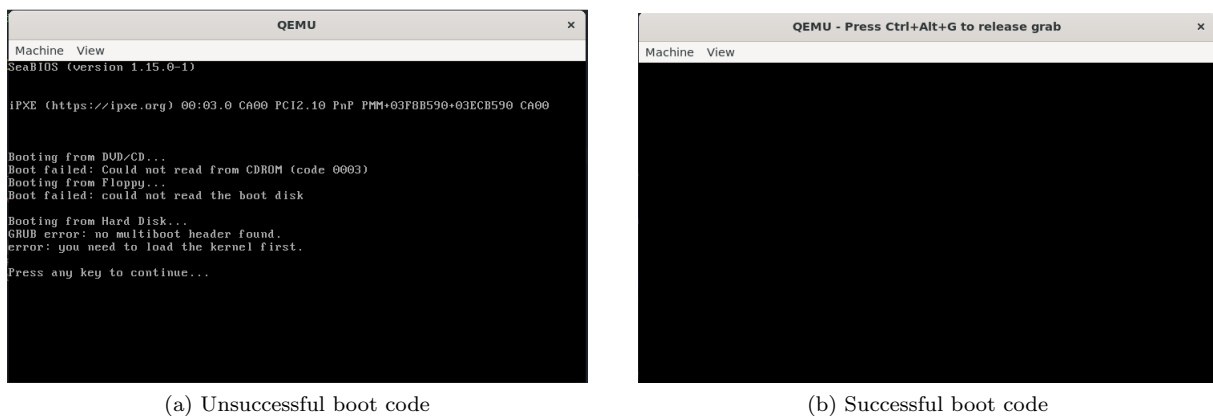 QEMU ×
Machine View
SeaBIOS (version 1.15.0-1)
iPXE (https://ipxe.org) 00:03.0 CA00 PCI2.10 PnP PMM+03F8B590+03ECB590 CA00
Booting from DVD/CD...
Boot failed: Could not read from CDROM (code 0003)
Booting from Floppy...
Boot failed: could not read the boot disk
Booting from Hard Disk...
GRUB error: no multiboot header found.
error: you need to load the kernel first.
Press any key to continue...
(a) Unsuccessful boot code
QEMU - Press Ctrl+Alt+G to release grab ×
Machine View
(b) Successful boot code